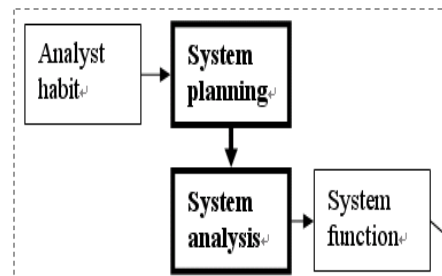 Analyst
habit
System
planning
System
analysis
System
function